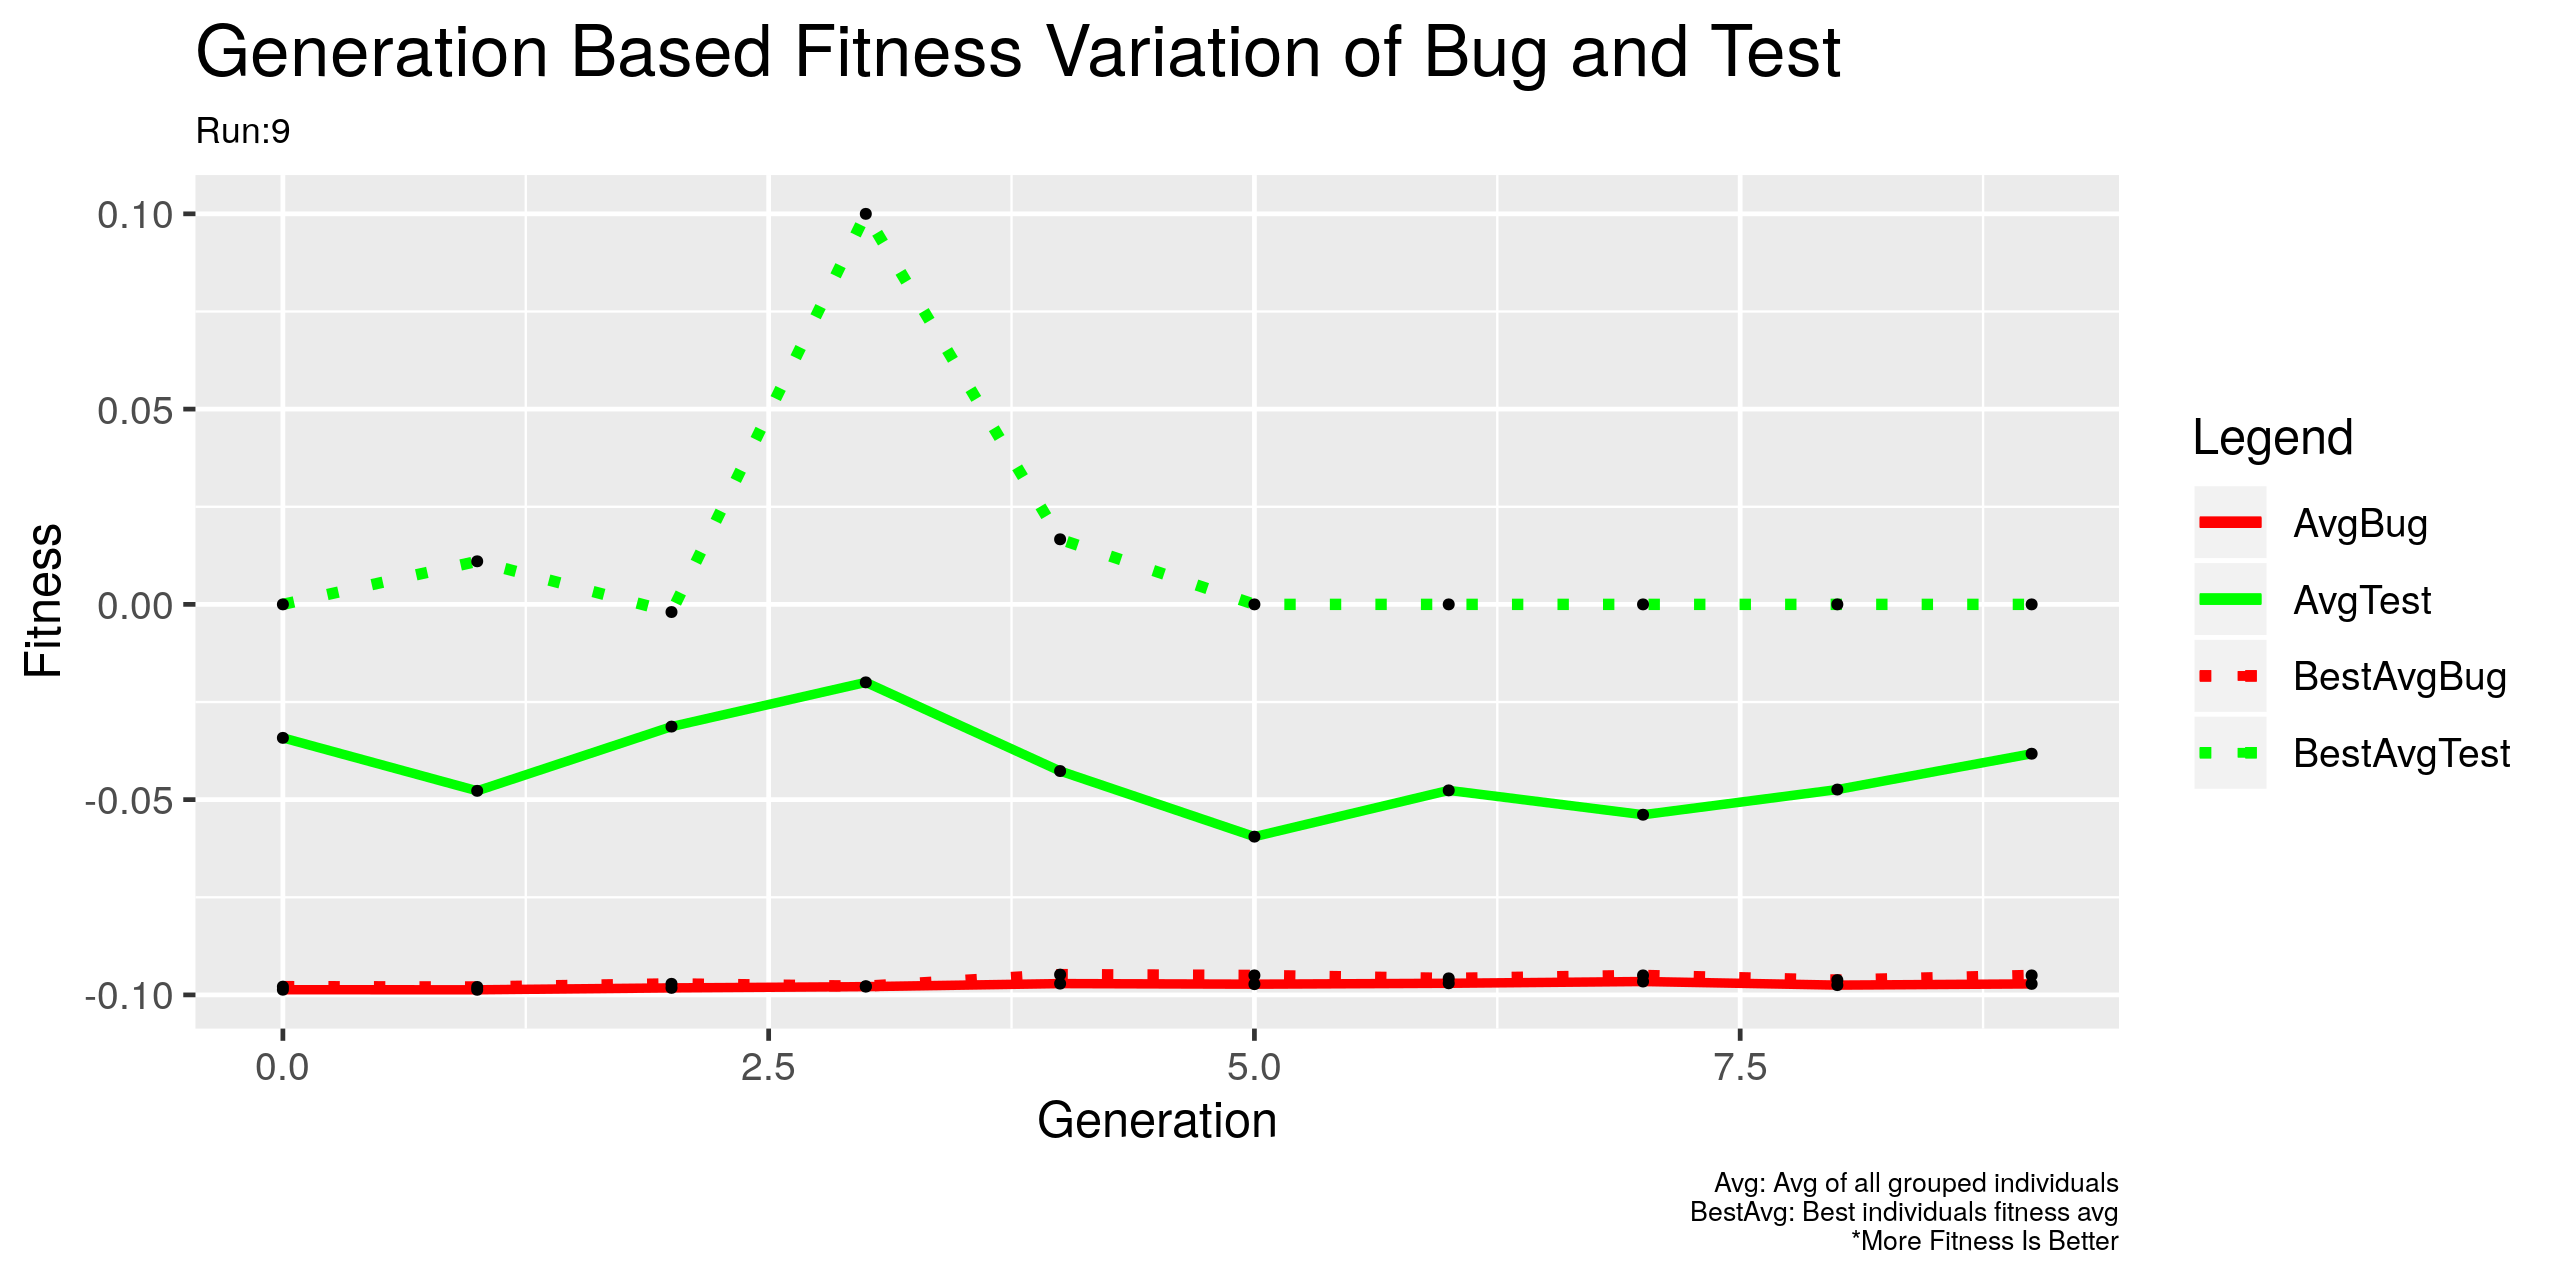 Generation Based Fitness Variation of Bug and Test
Run:9
0.10
0.05
0.00
-0.05
-0.10
Fitness
0.0
2.5
5.0
7.5
Generation
Legend
AvgBug
AvgTest
BestAvgBug
BestAvgTest
Avg: Avg of all grouped individuals
BestAvg: Best individuals fitness avg
*More Fitness Is Better